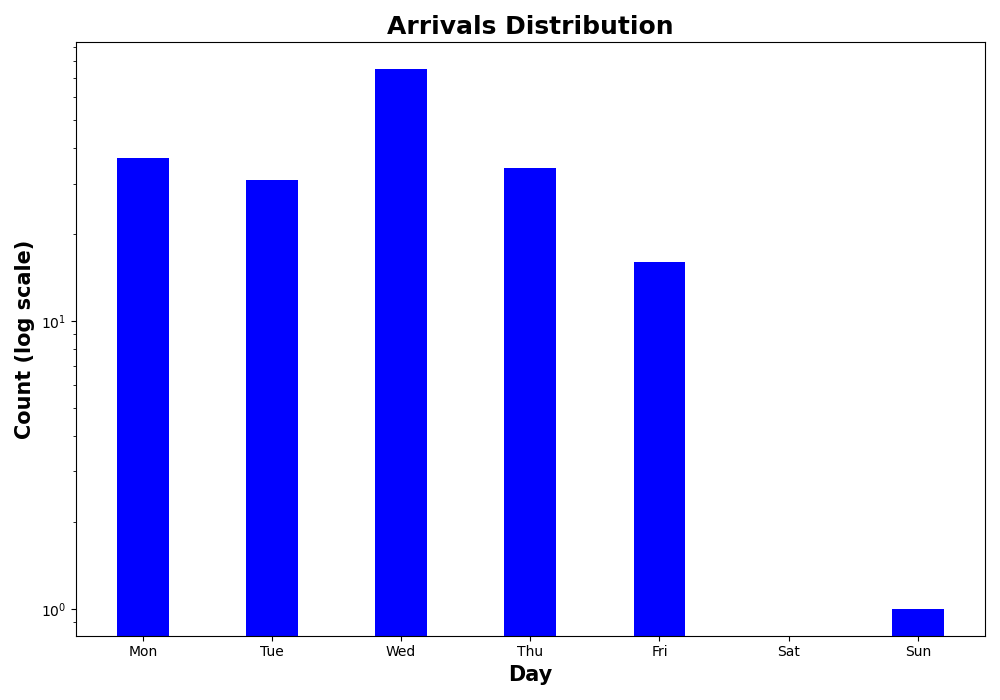 Arrivals Distribution
Count (log scale)
10¹
10⁰
Mon Tue Wed Thu Fri Sat Sun
Day